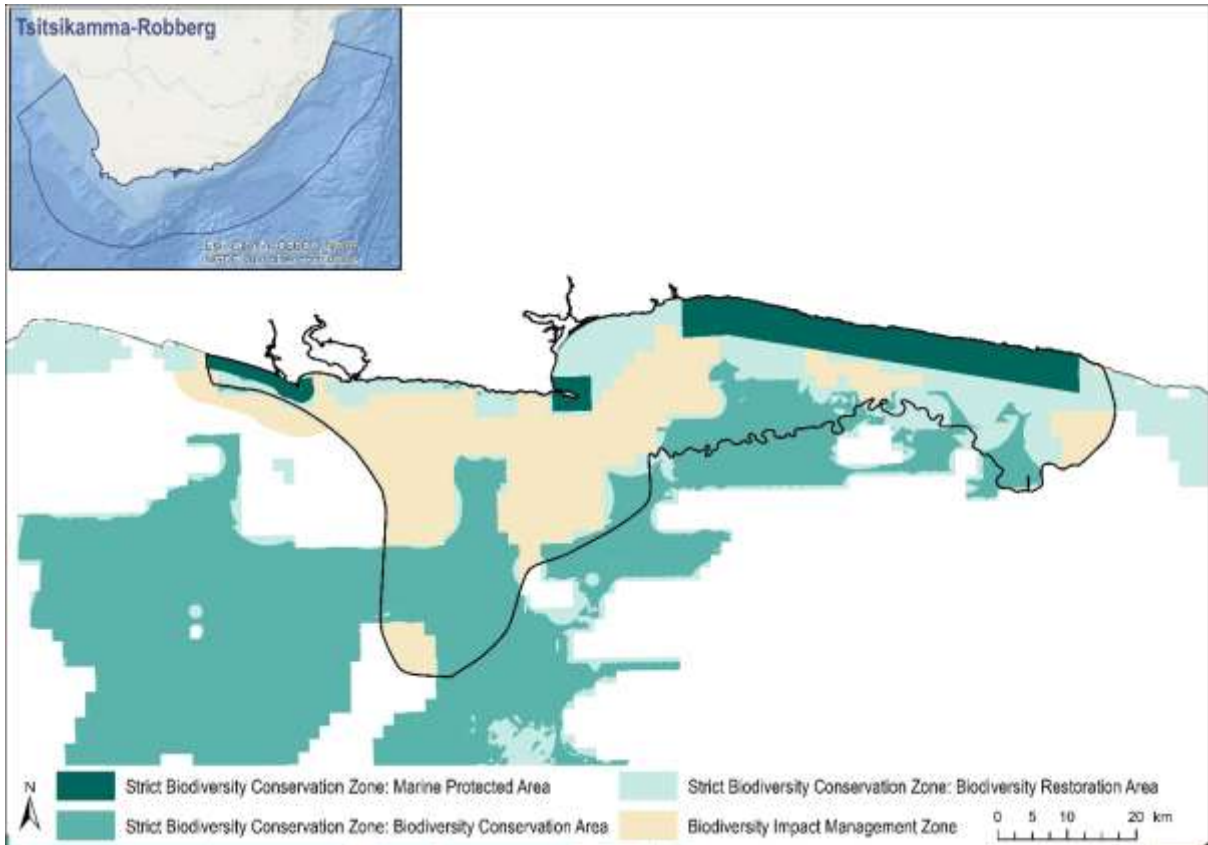 Tsitsikamma-Robberg
N
Strict Biodiversity Conservation Zone: Marine Protected Area
Strict Biodiversity Conservation Zone: Biodiversity Restoration Area
Strict Biodiversity Conservation Zone: Biodiversity Conservation Area
Biodiversity Impact Management Zone
0 5 10 20 km